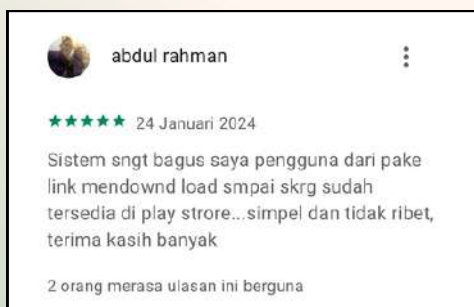 abdul rahman
24 Januari 2024
Sistem sngt bagus saya pengguna dari pake
link mendownd load smpai skrg sudah
tersedia di play strore...simpel dan tidak ribet,
terima kasih banyak
2 orang merasa ulasan ini berguna